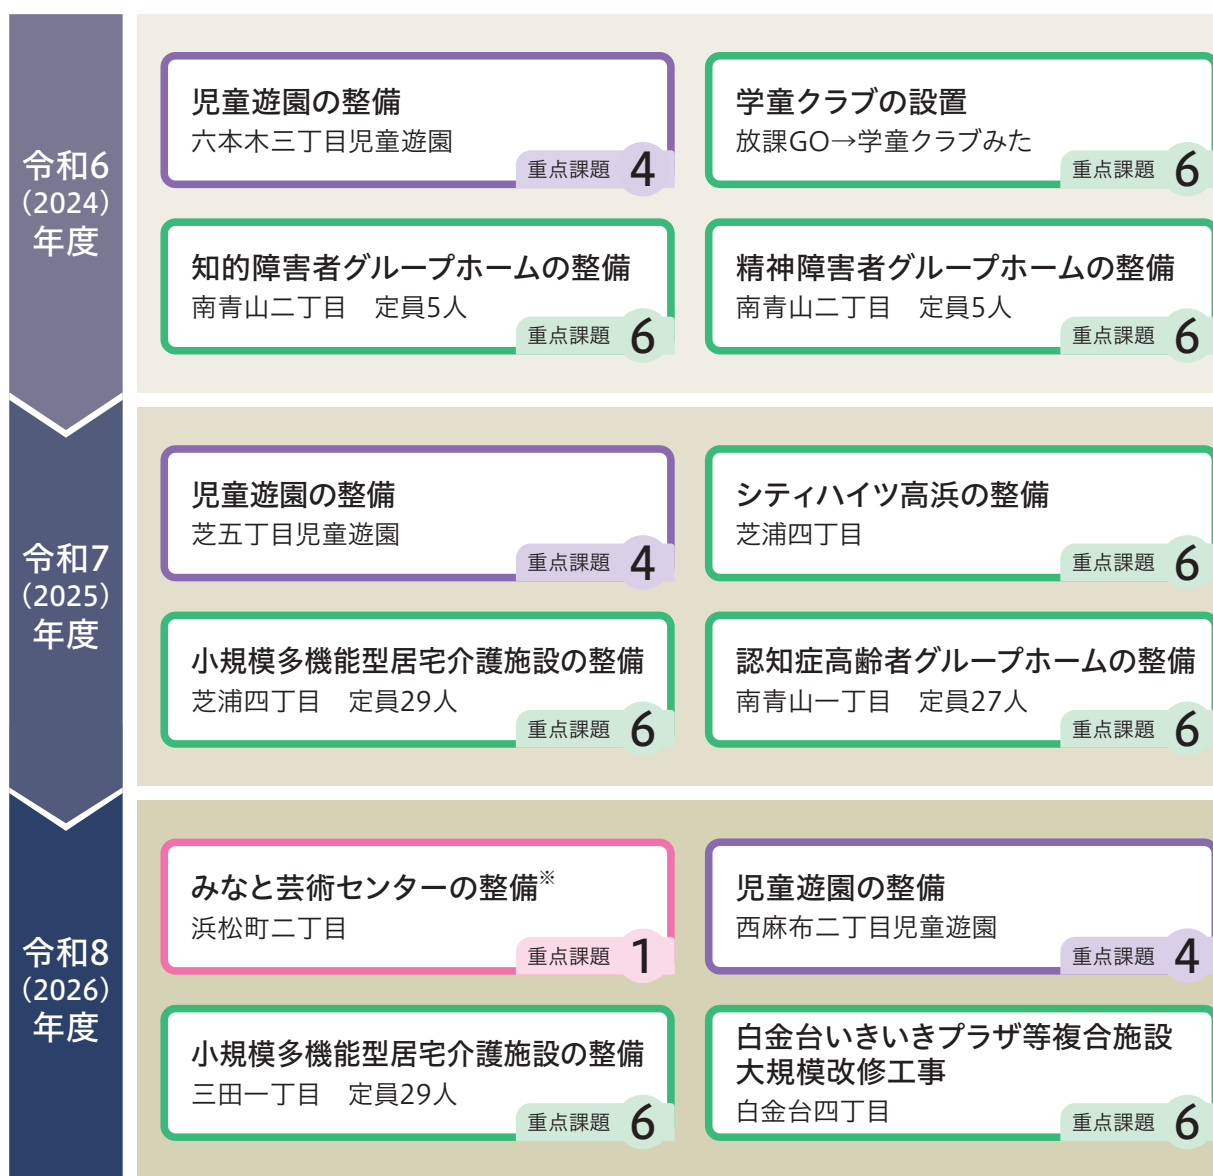 令和6
（2024）
年度
児童遊園の整備
六本木三丁目児童遊園
重点課題 4
学童クラブの設置
放課GO→学童クラブみた
重点課題 6
知的障害者グループホームの整備
南青山二丁目　定員5人
重点課題 6
精神障害者グループホームの整備
南青山二丁目　定員5人
重点課題 6
令和7
（2025）
年度
児童遊園の整備
芝五丁目児童遊園
重点課題 4
シティハイツ高浜の整備
芝浦四丁目
重点課題 6
小規模多機能型居宅介護施設の整備
芝浦四丁目　定員29人
重点課題 6
認知症高齢者グループホームの整備
南青山一丁目　定員27人
重点課題 6
令和8
（2026）
年度
みなと芸術センターの整備※
浜松町二丁目
重点課題 1
児童遊園の整備
西麻布二丁目児童遊園
重点課題 4
小規模多機能型居宅介護施設の整備
三田一丁目　定員29人
重点課題 6
白金台いきいきプラザ等複合施設
大規模改修工事
白金台四丁目
重点課題 6